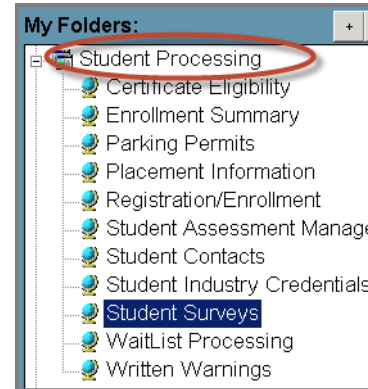 My Folders: +
Student Processing
Certificate Eligibility
Enrollment Summary
Parking Permits
Placement Information
Registration/Enrollment
Student Assessment Manage
Student Contacts
Student Industry Credentials
Student Surveys
WaitList Processing
Written Warnings